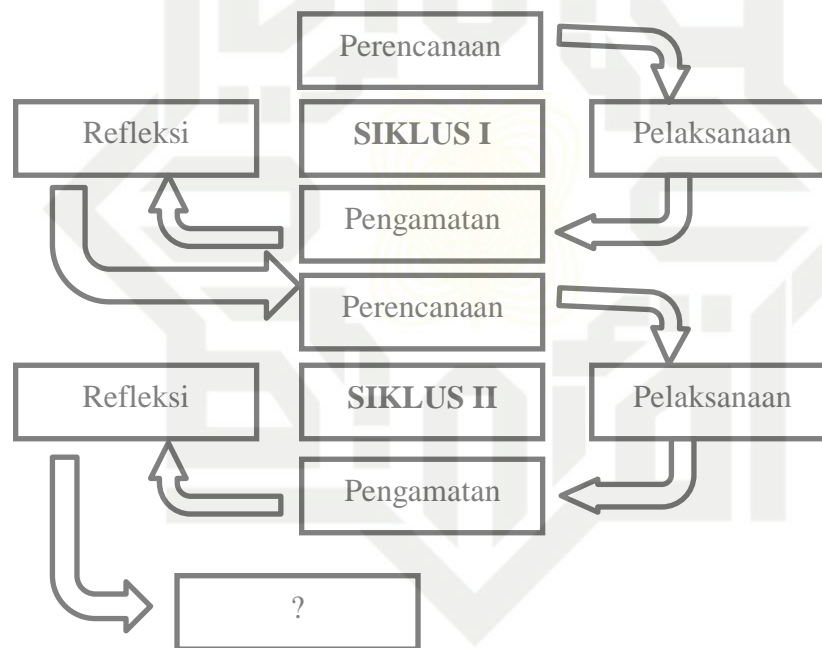 Perencanaan
Refleksi
SIKLUS I
Pelaksanaan
Pengamatan
Perencanaan
Refleksi
SIKLUS II
Pelaksanaan
Pengamatan
?